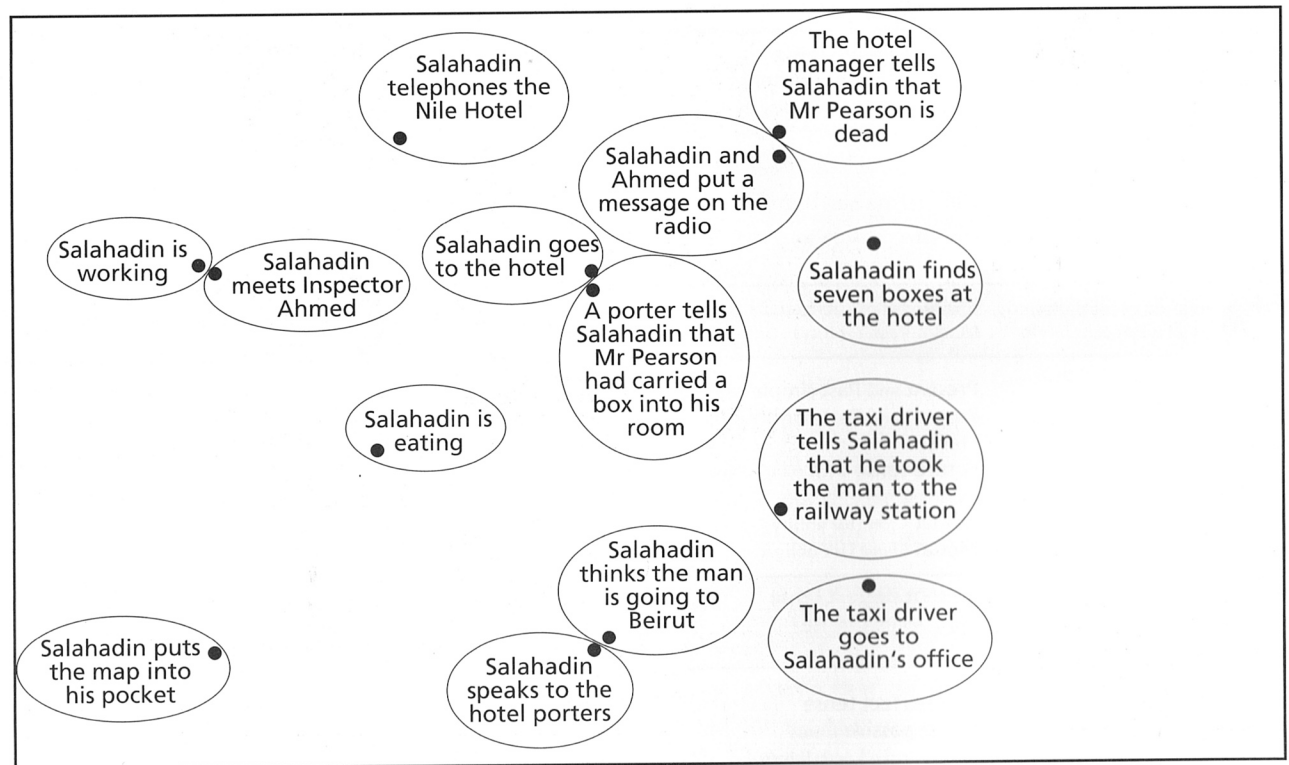 Salahadin
telephones the
Nile Hotel
The hotel
manager tells
Salahadin that
Mr Pearson is
dead
Salahadin and
Ahmed put a
message on the
radio
Salahadin is
working
Salahadin
meets Inspector
Ahmed
Salahadin goes
to the hotel
Salahadin finds
seven boxes at
the hotel
A porter tells
Salahadin that
Mr Pearson
had carried a
box into his
room
Salahadin is
eating
The taxi driver
tells Salahadin
that he took
the man to the
railway station
Salahadin
thinks the man
is going to
Beirut
The taxi driver
goes to
Salahadin's office
Salahadin puts
the map into
his pocket
Salahadin
speaks to the
hotel porters